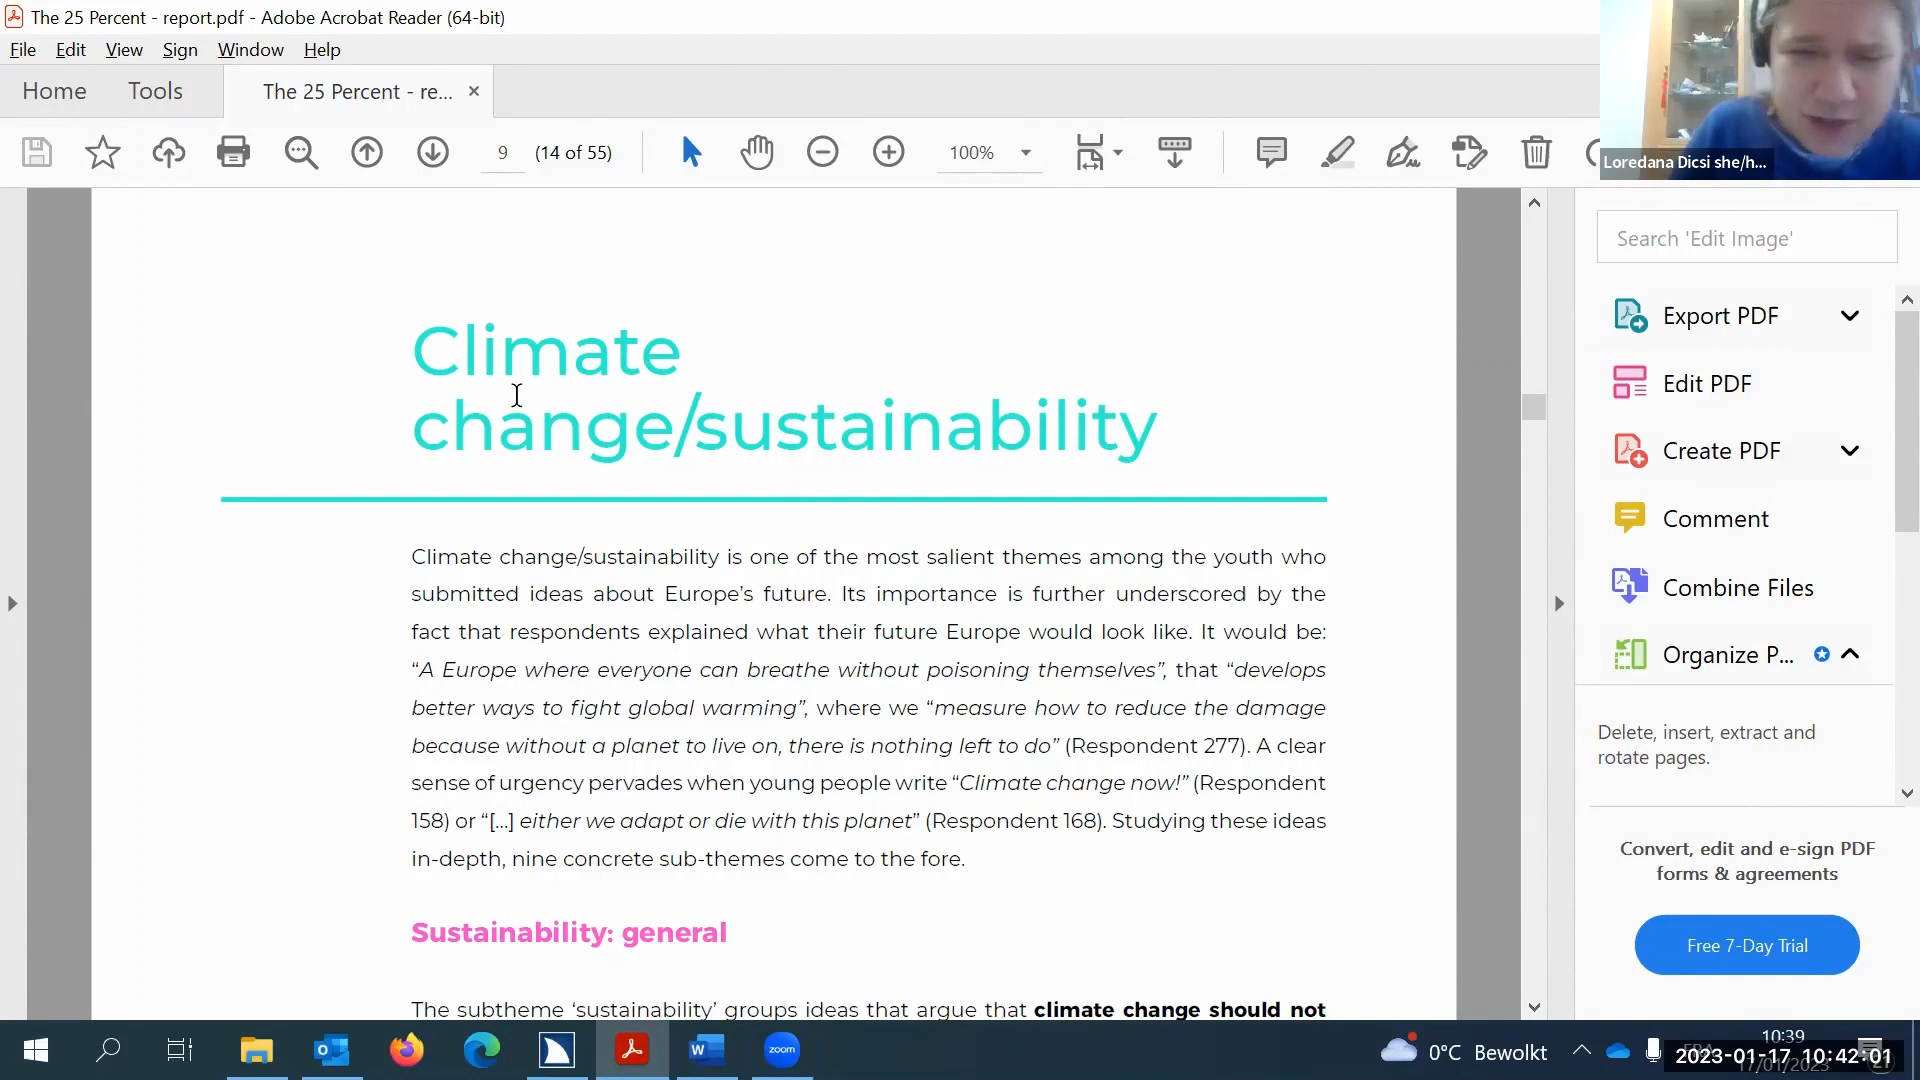 The 25 Percent - report.pdf - Adobe Acrobat Reader (64-bit)
File Edit View Sign Window Help
Home Tools The 25 Percent - re... ×
9 (14 of 55) 100%
Loredana Dicsi she/h...
Search 'Edit Image'
Export PDF
Edit PDF
Create PDF
Comment
Combine Files
Organize P...
Delete, insert, extract and
rotate pages.
Convert, edit and e-sign PDF
forms & agreements
Free 7-Day Trial
Climate
change/sustainability
Climate change/sustainability is one of the most salient themes among the youth who
submitted ideas about Europe’s future. Its importance is further underscored by the
fact that respondents explained what their future Europe would look like. It would be:
“A Europe where everyone can breathe without poisoning themselves”, that “develops
better ways to fight global warming”, where we “measure how to reduce the damage
because without a planet to live on, there is nothing left to do” (Respondent 277). A clear
sense of urgency pervades when young people write “Climate change now!” (Respondent
158) or “[…] either we adapt or die with this planet” (Respondent 168). Studying these ideas
in-depth, nine concrete sub-themes come to the fore.
Sustainability: general
The subtheme ‘sustainability’ groups ideas that argue that climate change should not
zoom
0°C Bewolkt
10:39
17/01/2023
2023-01-17 10:42:01
21